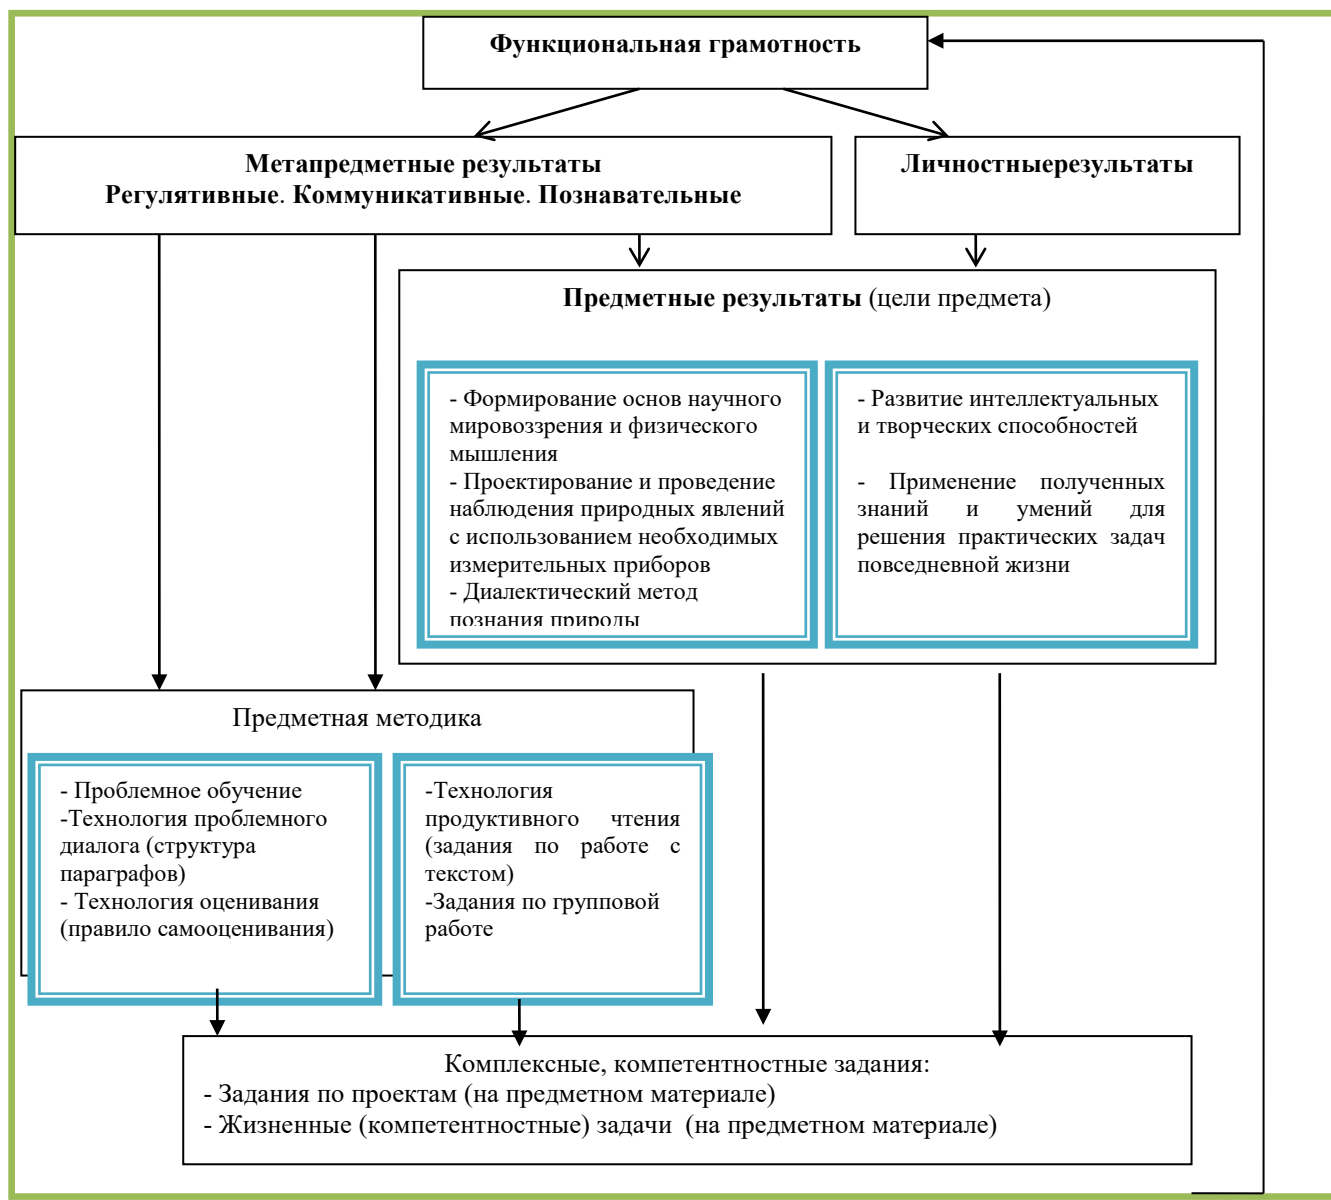 Функциональная грамотность
Метапредметные результаты
Регулятивные. Коммуникативные. Познавательные
Личностныерезультаты
Предметные результаты (цели предмета)
- Формирование основ научного
мировоззрения и физического
мышления
- Проектирование и проведение
наблюдения природных явлений
с использованием необходимых
измерительных приборов
- Диалектический метод
познания природы
- Развитие интеллектуальных
и творческих способностей
- Применение полученных
знаний и умений для
решения практических задач
повседневной жизни
Предметная методика
- Проблемное обучение
-Технология проблемного
диалога (структура
параграфов)
- Технология оценивания
(правило самооценивания)
-Технология
продуктивного чтения
(задания по работе с
текстом)
-Задания по групповой
работе
Комплексные, компетентностные задания:
- Задания по проектам (на предметном материале)
- Жизненные (компетентностные) задачи (на предметном материале)